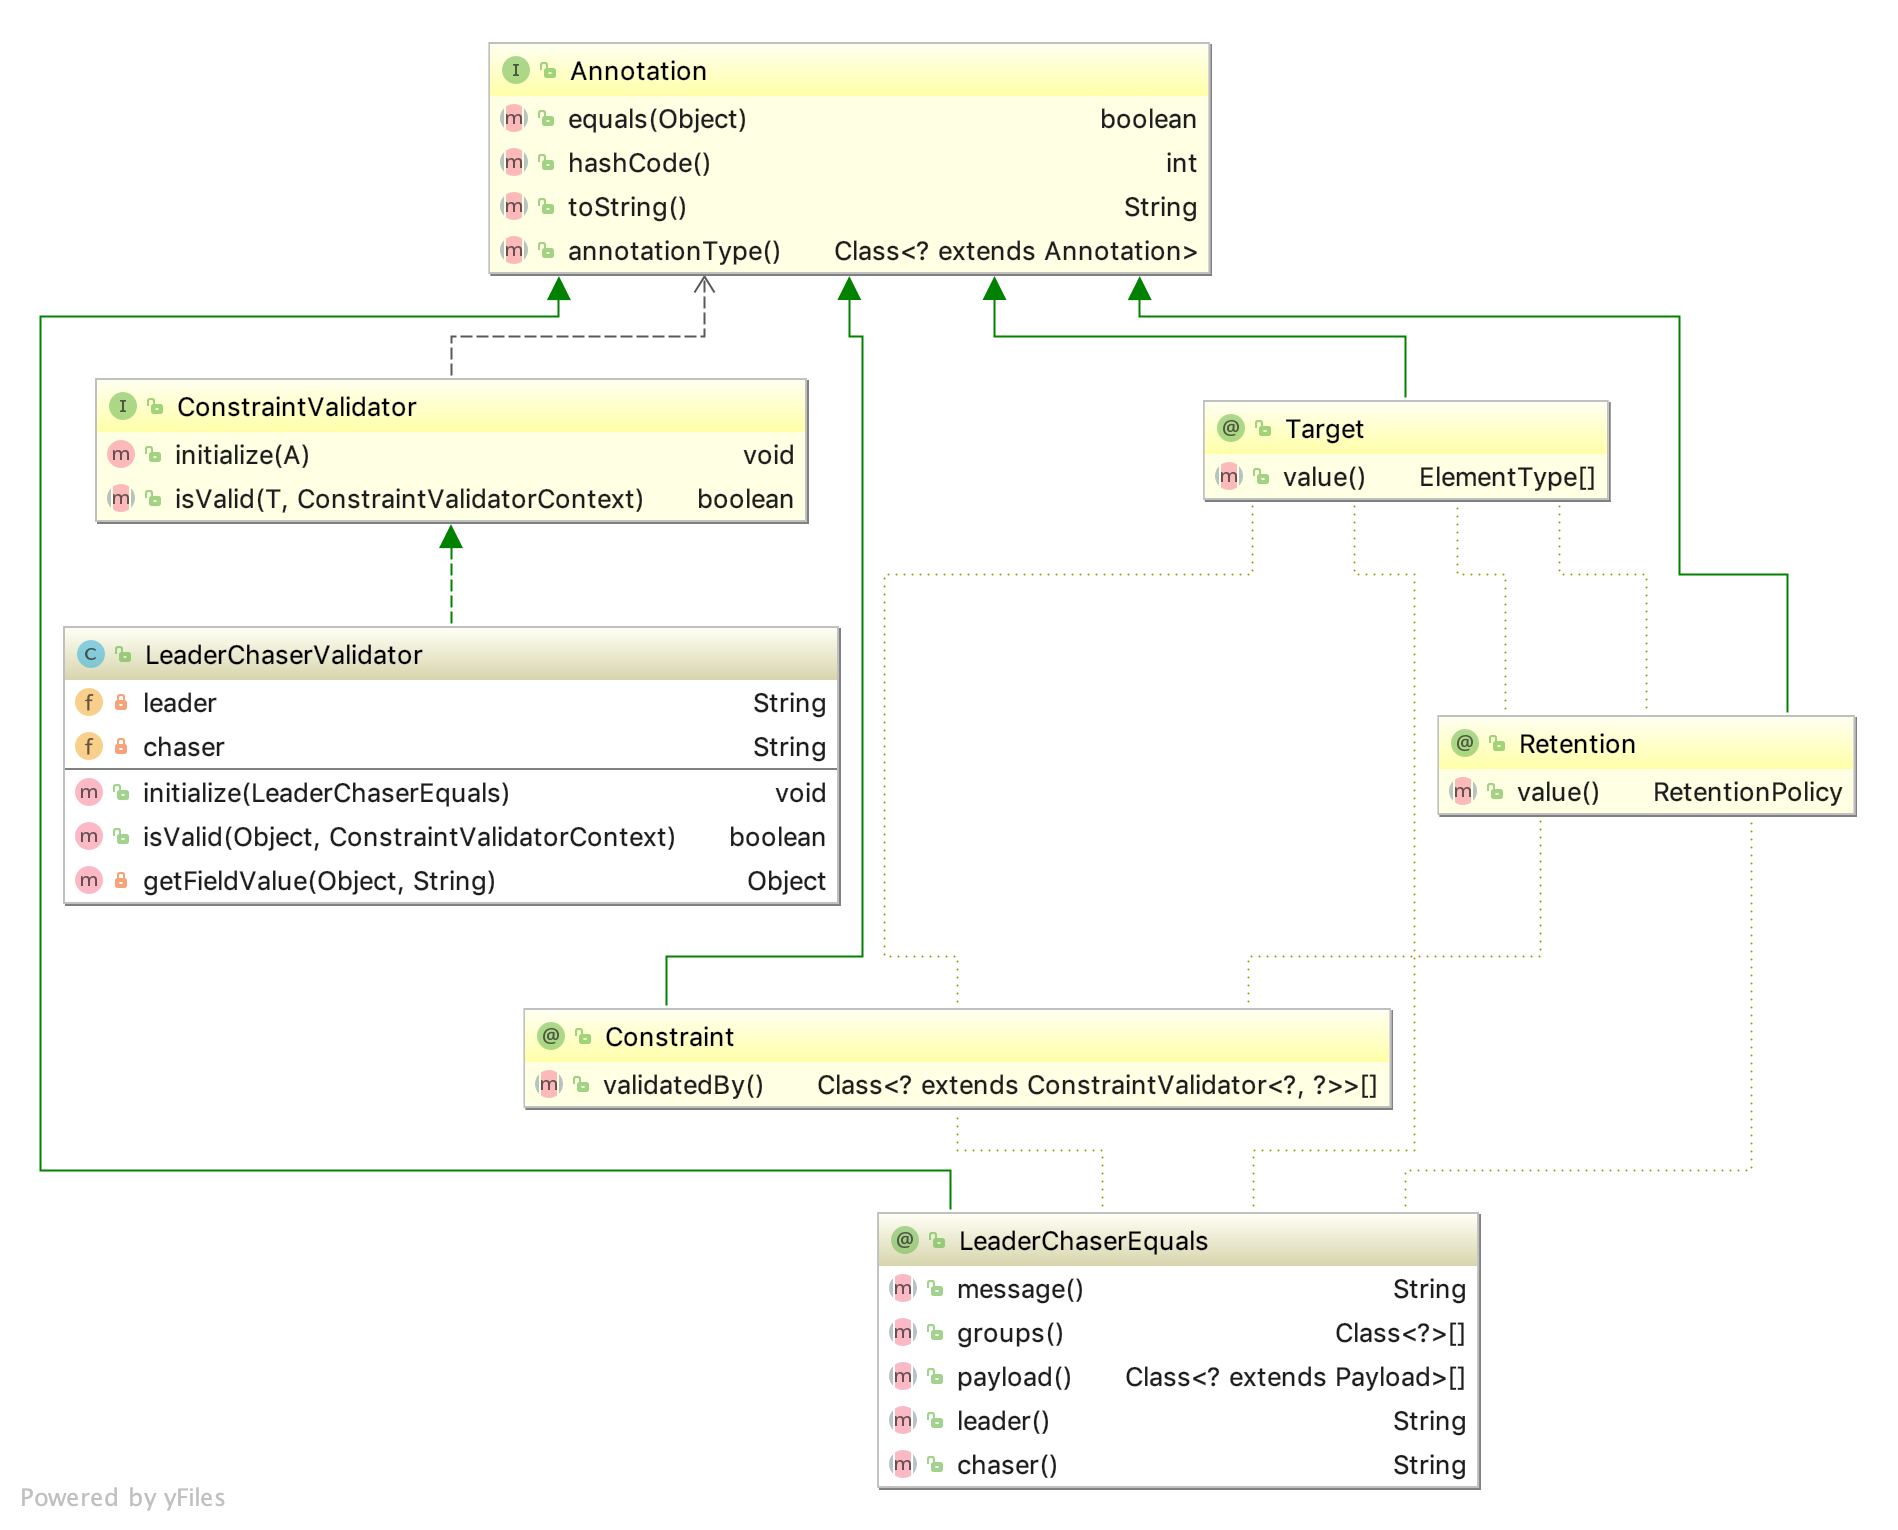 I Annotation
m equals(Object) boolean
m hashCode() int
m toString() String
m annotationType() Class<? extends Annotation>
I ConstraintValidator
m initialize(A) void
m isValid(T, ConstraintValidatorContext) boolean
@ Target
m value() ElementType[]
C LeaderChaserValidator
f leader String
f chaser String
m initialize(LeaderChaserEquals) void
m isValid(Object, ConstraintValidatorContext) boolean
m getFieldValue(Object, String) Object
@ Retention
m value() RetentionPolicy
@ Constraint
m validatedBy() Class<? extends ConstraintValidator<?, ?>>[]
@ LeaderChaserEquals
m message() String
m groups() Class<?>[]
m payload() Class<? extends Payload>[]
m leader() String
m chaser() String
Powered by yFiles